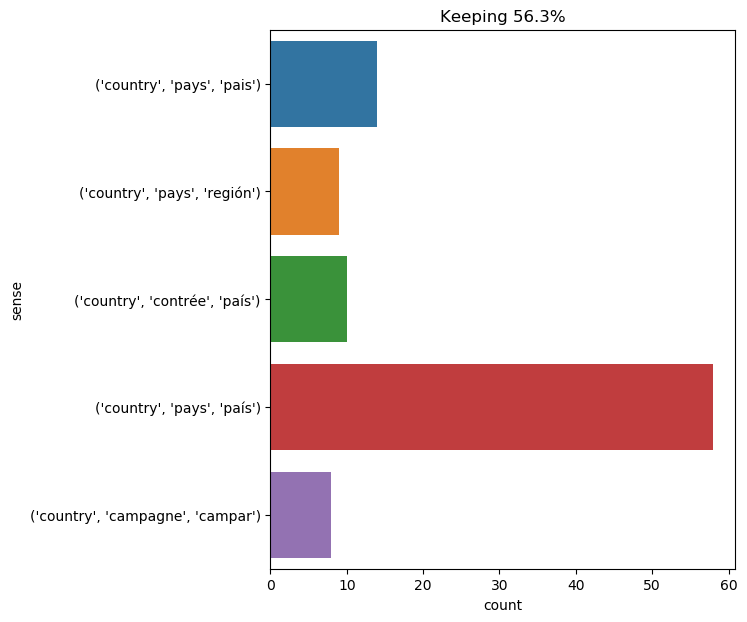 Keeping 56.3%
('country', 'pays', 'pais')
('country', 'pays', 'región')
('country', 'contrée', 'país')
('country', 'pays', 'país')
('country', 'campagne', 'campar')
sense
0 10 20 30 40 50 60
count